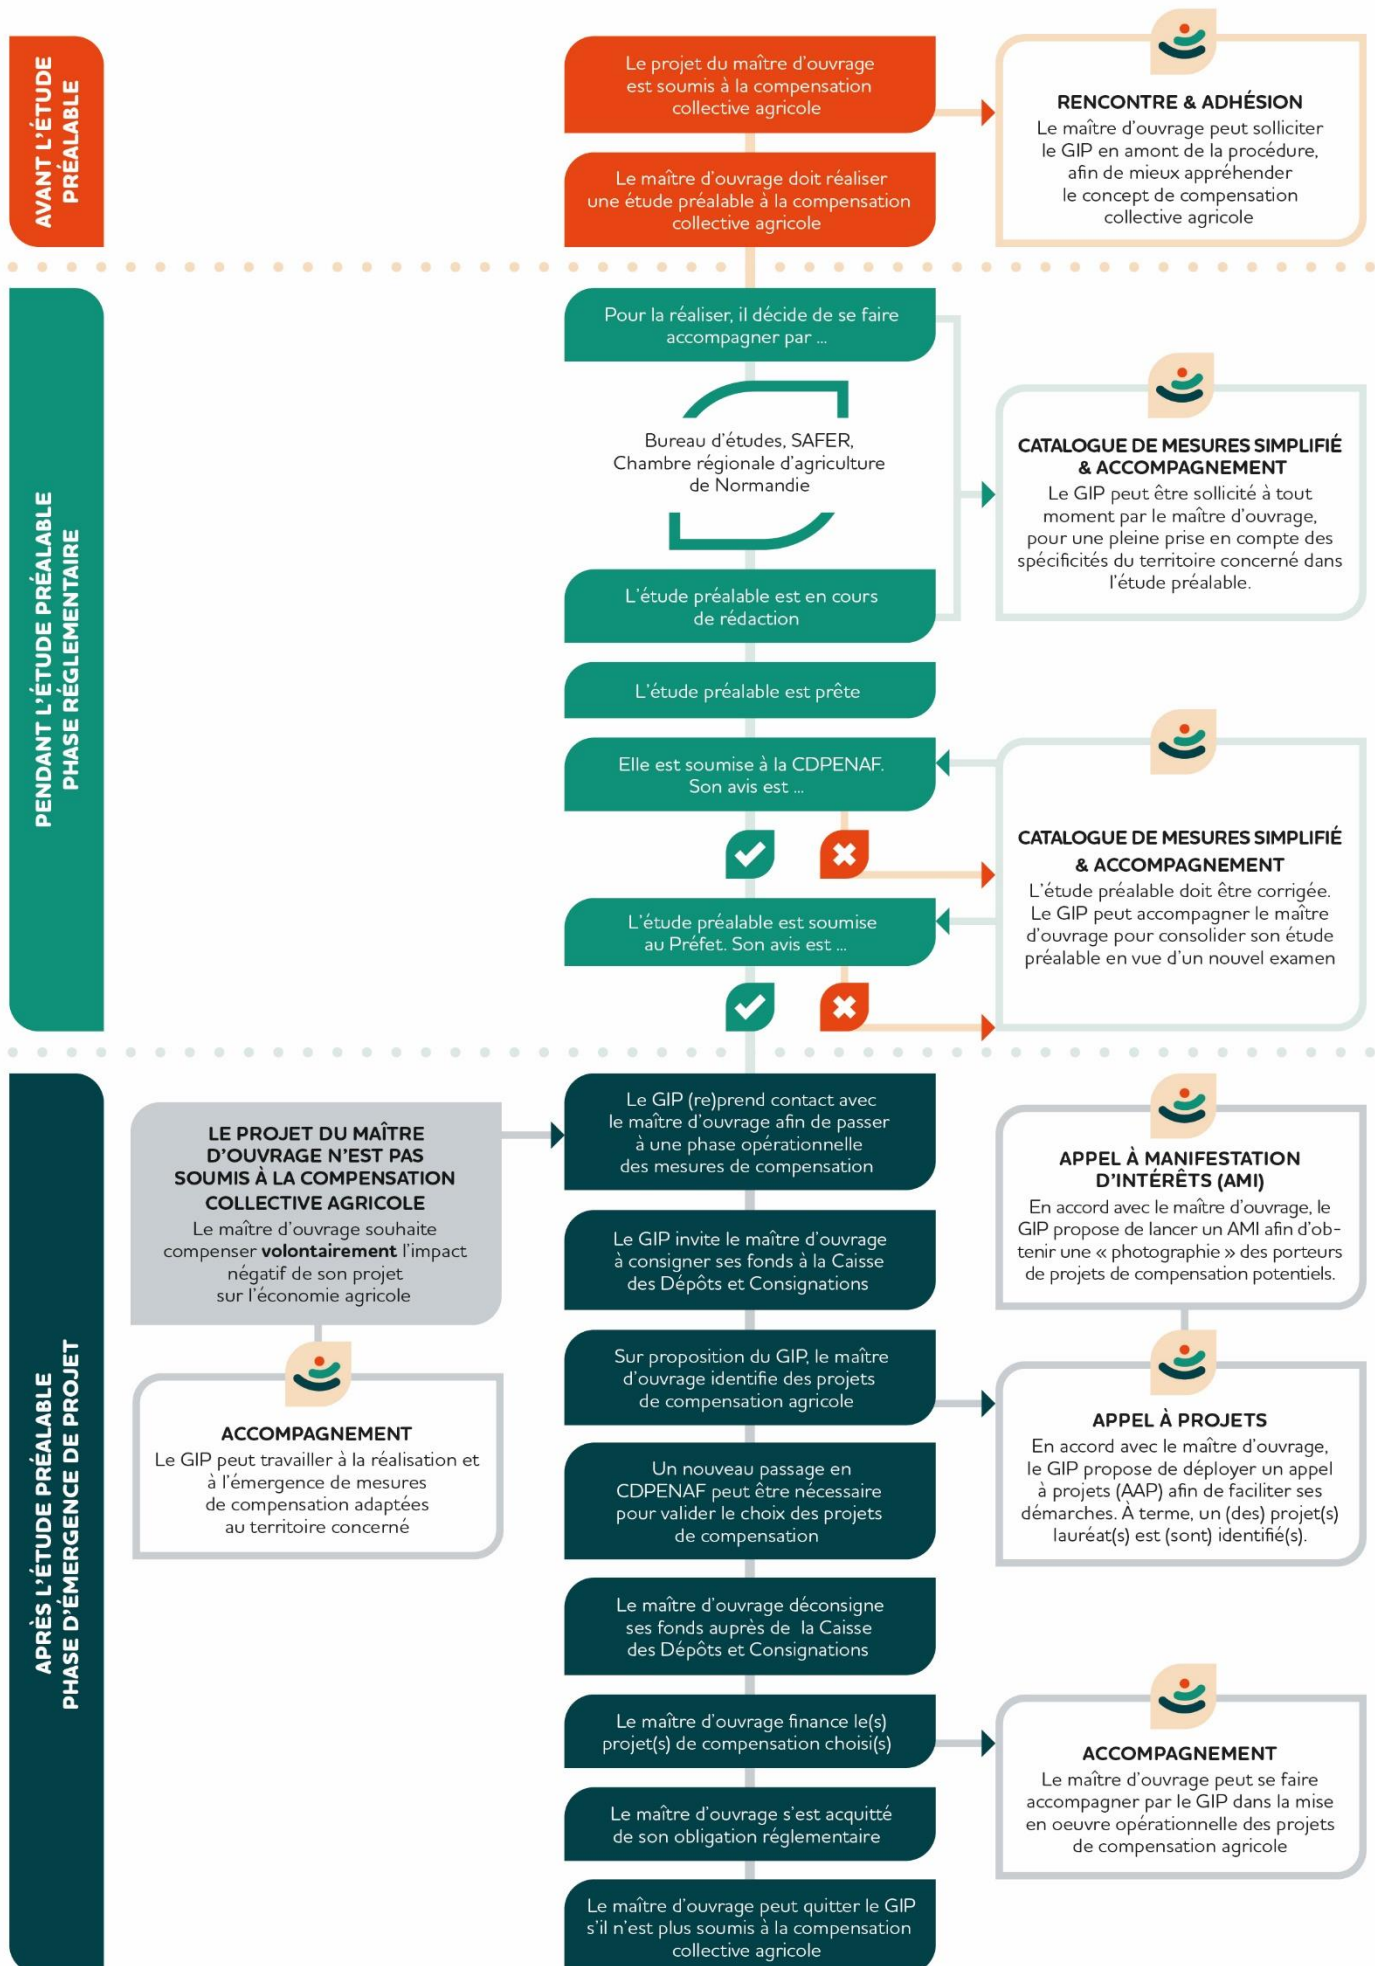 AVANT L'ÉTUDE
PRÉALABLE
Le projet du maître d'ouvrage
est soumis à la compensation
collective agricole
RENCONTRE & ADHÉSION
Le maître d'ouvrage peut solliciter
le GIP en amont de la procédure,
afin de mieux appréhender
le concept de compensation
collective agricole
Le maître d'ouvrage doit réaliser
une étude préalable à la compensation
collective agricole
PENDANT L'ÉTUDE PRÉALABLE
PHASE RÉGLEMENTAIRE
Pour la réaliser, il décide de se faire
accompagner par ...
Bureau d'études, SAFER,
Chambre régionale d'agriculture
de Normandie
CATALOGUE DE MESURES SIMPLIFIÉ
& ACCOMPAGNEMENT
Le GIP peut être sollicité à tout
moment par le maître d'ouvrage,
pour une pleine prise en compte des
spécificités du territoire concerné dans
l'étude préalable.
L'étude préalable est en cours
de rédaction
L'étude préalable est prête
Elle est soumise à la CDPENAF.
Son avis est ...
CATALOGUE DE MESURES SIMPLIFIÉ
& ACCOMPAGNEMENT
L'étude préalable doit être corrigée.
Le GIP peut accompagner le maître
d'ouvrage pour consolider son étude
préalable en vue d'un nouvel examen
L'étude préalable est soumise
au Préfet. Son avis est ...
APRÈS L'ÉTUDE PRÉALABLE
PHASE D'ÉMERGENCE DE PROJET
LE PROJET DU MAÎTRE
D'OUVRAGE N'EST PAS
SOUMIS À LA COMPENSATION
COLLECTIVE AGRICOLE
Le maître d'ouvrage souhaite
compenser volontairement l'impact
négatif de son projet
sur l'économie agricole
ACCOMPAGNEMENT
Le GIP peut travailler à la réalisation et
à l'émergence de mesures
de compensation adaptées
au territoire concerné
Le GIP (re)prend contact avec
le maître d'ouvrage afin de passer
à une phase opérationnelle
des mesures de compensation
Le GIP invite le maître d'ouvrage
à consigner ses fonds à la Caisse
des Dépôts et Consignations
APPEL À MANIFESTATION
D'INTÉRÊTS (AMI)
En accord avec le maître d'ouvrage, le
GIP propose de lancer un AMI afin d'ob-
tenir une « photographie » des porteurs
de projets de compensation potentiels.
Sur proposition du GIP, le maître
d'ouvrage identifie des projets
de compensation agricole
APPEL À PROJETS
En accord avec le maître d'ouvrage,
le GIP propose de déployer un appel
à projets (AAP) afin de faciliter ses
démarches. À terme, un (des) projet(s)
lauréat(s) est (sont) identifié(s).
Un nouveau passage en
CDPENAF peut être nécessaire
pour valider le choix des projets
de compensation
Le maître d'ouvrage déconsigne
ses fonds auprès de la Caisse
des Dépôts et Consignations
Le maître d'ouvrage finance le(s)
projet(s) de compensation choisi(s)
ACCOMPAGNEMENT
Le maître d'ouvrage peut se faire
accompagner par le GIP dans la mise
en oeuvre opérationnelle des projets
de compensation agricole
Le maître d'ouvrage s'est acquitté
de son obligation réglementaire
Le maître d'ouvrage peut quitter le GIP
s'il n'est plus soumis à la compensation
collective agricole